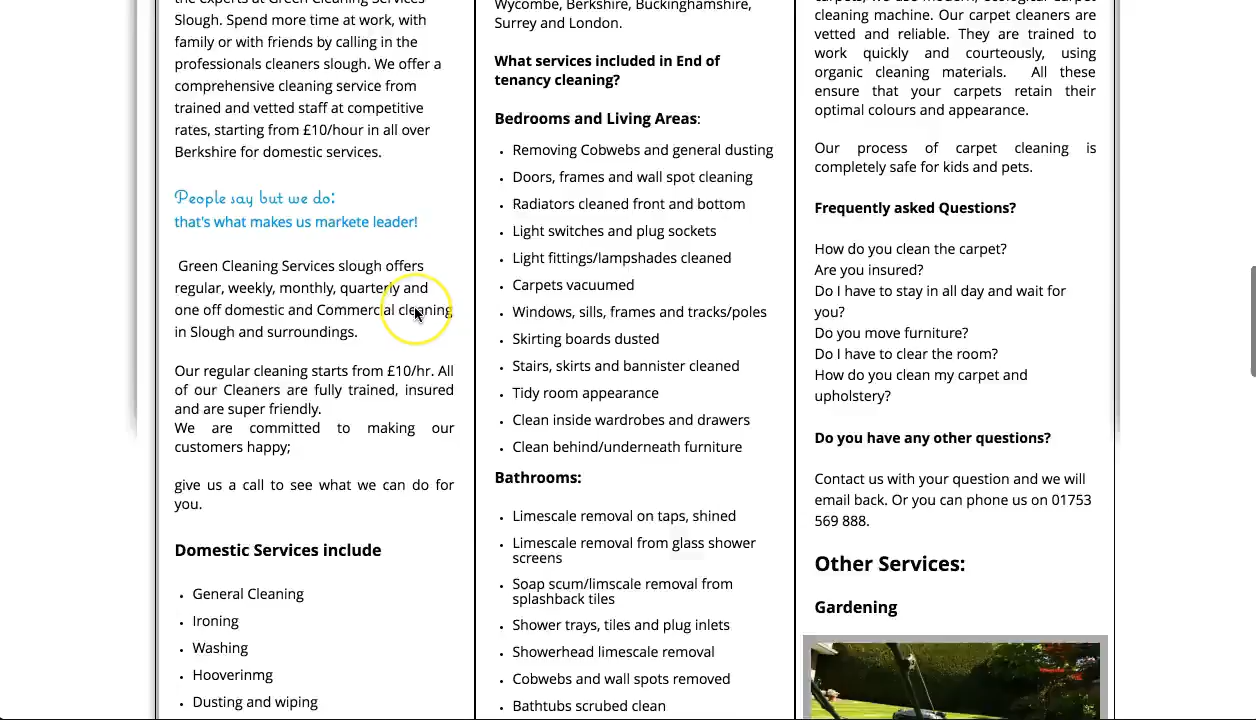 the experts at Green Cleaning Services
Slough. Spend more time at work, with
family or with friends by calling in the
professionals cleaners slough. We offer a
comprehensive cleaning service from
trained and vetted staff at competitive
rates, starting from £10/hour in all over
Berkshire for domestic services.
People say but we do:
that's what makes us markete leader!
Green Cleaning Services slough offers
regular, weekly, monthly, quarterly and
one off domestic and Commercial cleaning
in Slough and surroundings.
Our regular cleaning starts from £10/hr. All
of our Cleaners are fully trained, insured
and are super friendly.
We are committed to making our
customers happy;
give us a call to see what we can do for
you.
Domestic Services include
• General Cleaning
• Ironing
• Washing
• Hooverinmg
• Dusting and wiping
Wycombe, Berkshire, Buckinghamshire,
Surrey and London.
What services included in End of
tenancy cleaning?
Bedrooms and Living Areas:
• Removing Cobwebs and general dusting
• Doors, frames and wall spot cleaning
• Radiators cleaned front and bottom
• Light switches and plug sockets
• Light fittings/lampshades cleaned
• Carpets vacuumed
• Windows, sills, frames and tracks/poles
• Skirting boards dusted
• Stairs, skirts and bannister cleaned
• Tidy room appearance
• Clean inside wardrobes and drawers
• Clean behind/underneath furniture
Bathrooms:
• Limescale removal on taps, shined
• Limescale removal from glass shower
screens
• Soap scum/limscale removal from
splashback tiles
• Shower trays, tiles and plug inlets
• Showerhead limescale removal
• Cobwebs and wall spots removed
• Bathtubs scrubed clean
cleaning machine. Our carpet cleaners are
vetted and reliable. They are trained to
work quickly and courteously, using
organic cleaning materials. All these
ensure that your carpets retain their
optimal colours and appearance.
Our process of carpet cleaning is
completely safe for kids and pets.
Frequently asked Questions?
How do you clean the carpet?
Are you insured?
Do I have to stay in all day and wait for
you?
Do you move furniture?
Do I have to clear the room?
How do you clean my carpet and
upholstery?
Do you have any other questions?
Contact us with your question and we will
email back. Or you can phone us on 01753
569 888.
Other Services:
Gardening